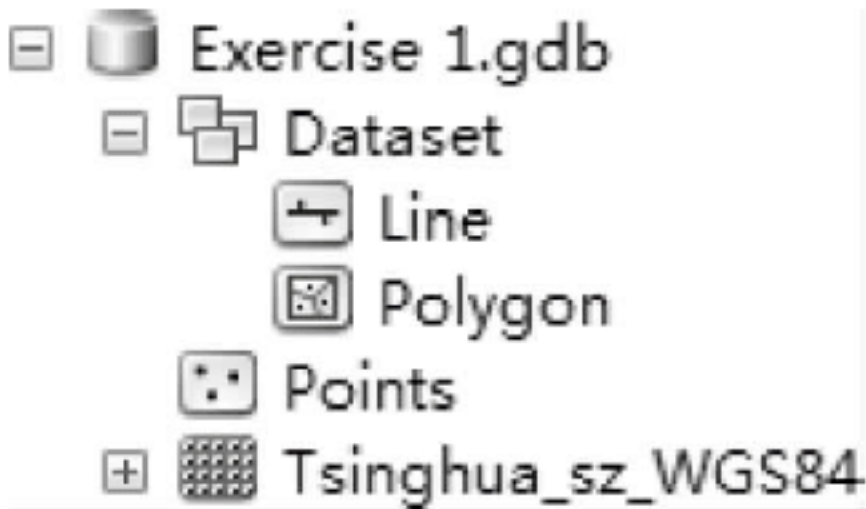 Exercise 1.gdb
Dataset
Line
Polygon
Points
Tsinghua_sz_WGS84